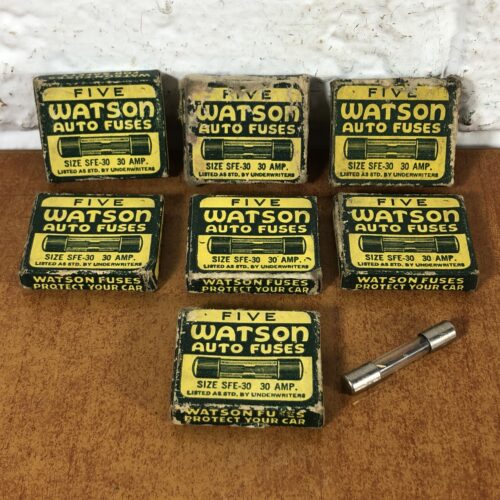 FIVE
WATSON
AUTO FUSES
SIZE SFE-30 30 AMP.
LISTED AS STD. BY UNDERWRITERS
FIVE
WATSON
AUTO FUSES
SIZE SFE-30 30 AMP.
LISTED AS STD. BY UNDERWRITERS
FIVE
WATSON
AUTO FUSES
SIZE SFE-30 30 AMP.
LISTED AS STD. BY UNDERWRITERS
FIVE
WATSON
AUTO FUSES
SIZE SFE-30 30 AMP.
LISTED AS STD. BY UNDERWRITERS
WATSON FUSES
PROTECT YOUR CAR
FIVE
WATSON
AUTO FUSES
SIZE SFE-30 30 AMP.
LISTED AS STD. BY UNDERWRITERS
WATSON FUSES
PROTECT YOUR CAR
FIVE
WATSON
AUTO FUSES
SIZE SFE-30 30 AMP.
LISTED AS STD. BY UNDERWRITERS
WATSON FUSES
PROTECT YOUR CAR
FIVE
WATSON
AUTO FUSES
SIZE SFE-30 30 AMP.
LISTED AS STD. BY UNDERWRITERS
WATSON FUSES
PROTECT YOUR CAR